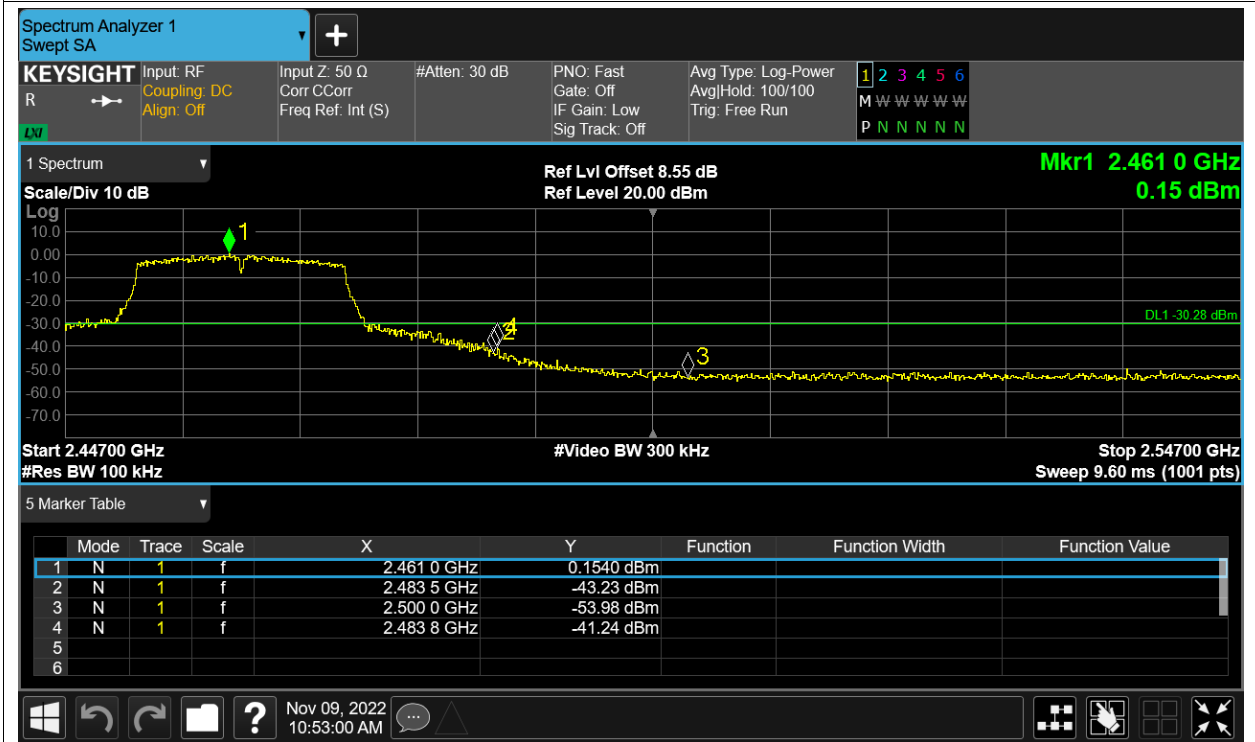 Spectrum Analyzer 1
Swept SA
KEYSIGHT
R
LXI
Input: RF
Coupling: DC
Align: Off
Input Z: 50 Ω
Corr CCorr
Freq Ref: Int (S)
#Atten: 30 dB
PNO: Fast
Gate: Off
IF Gain: Low
Sig Track: Off
Avg Type: Log-Power
Avg|Hold: 100/100
Trig: Free Run
1 2 3 4 5 6
M W W W W W
P N N N N N
1 Spectrum
Scale/Div 10 dB
Ref Lvl Offset 8.55 dB
Ref Level 20.00 dBm
Mkr1 2.461 0 GHz
0.15 dBm
Log
10.0
0.00
-10.0
-20.0
-30.0
-40.0
-50.0
-60.0
-70.0
1
2
3
DL1 -30.28 dBm
Start 2.44700 GHz
#Res BW 100 kHz
#Video BW 300 kHz
Stop 2.54700 GHz
Sweep 9.60 ms (1001 pts)
5 Marker Table
Mode Trace Scale X Y Function Function Width Function Value
1 N 1 f 2.461 0 GHz 0.1540 dBm
2 N 1 f 2.483 5 GHz -43.23 dBm
3 N 1 f 2.500 0 GHz -53.98 dBm
4 N 1 f 2.483 8 GHz -41.24 dBm
5
6
?
Nov 09, 2022
10:53:00 AM